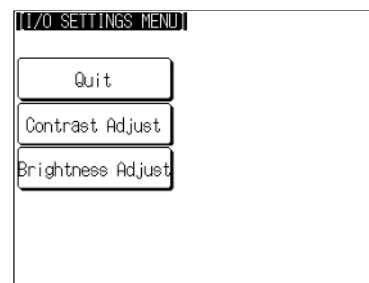 [I/O SETTINGS MENU]
Quit
Contrast Adjust
Brightness Adjust